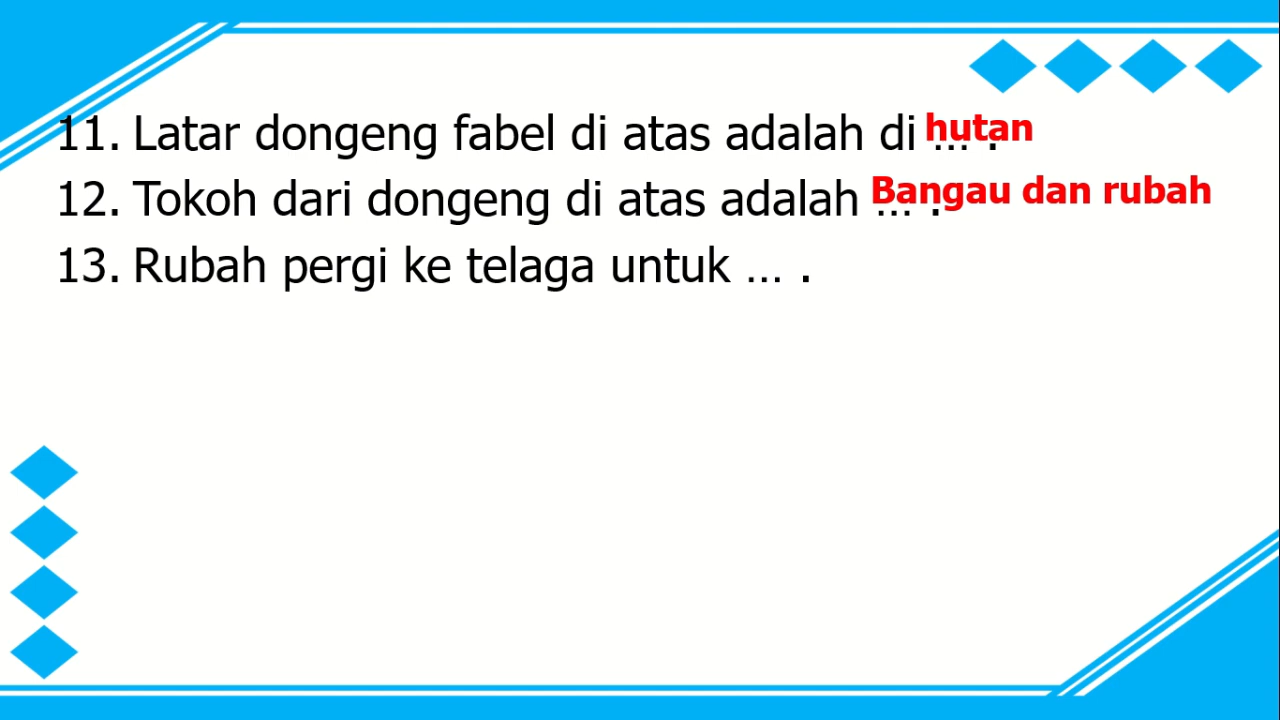 11. Latar dongeng fabel di atas adalah di ... . hutan
12. Tokoh dari dongeng di atas adalah ... . Bangau dan rubah
13. Rubah pergi ke telaga untuk ... .